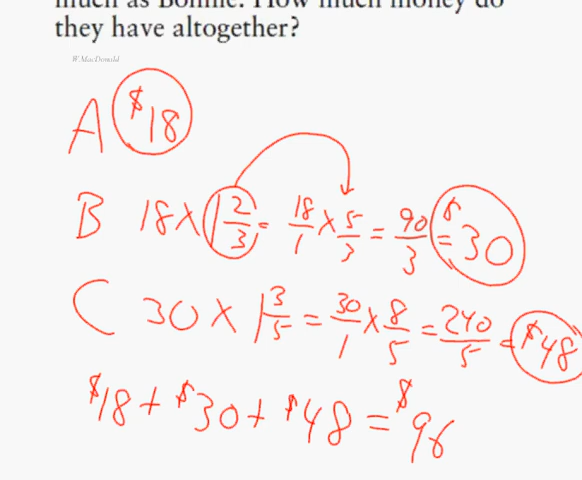 much as Bonnie. How much money do
they have altogether?
W.MacDonald
A $18
B 18 × 1 2/3 = 18/1 × 5/3 = 90/3 = $30
C 30 × 1 3/5 = 30/1 × 8/5 = 240/5 = $48
$18 + $30 + $48 = $96